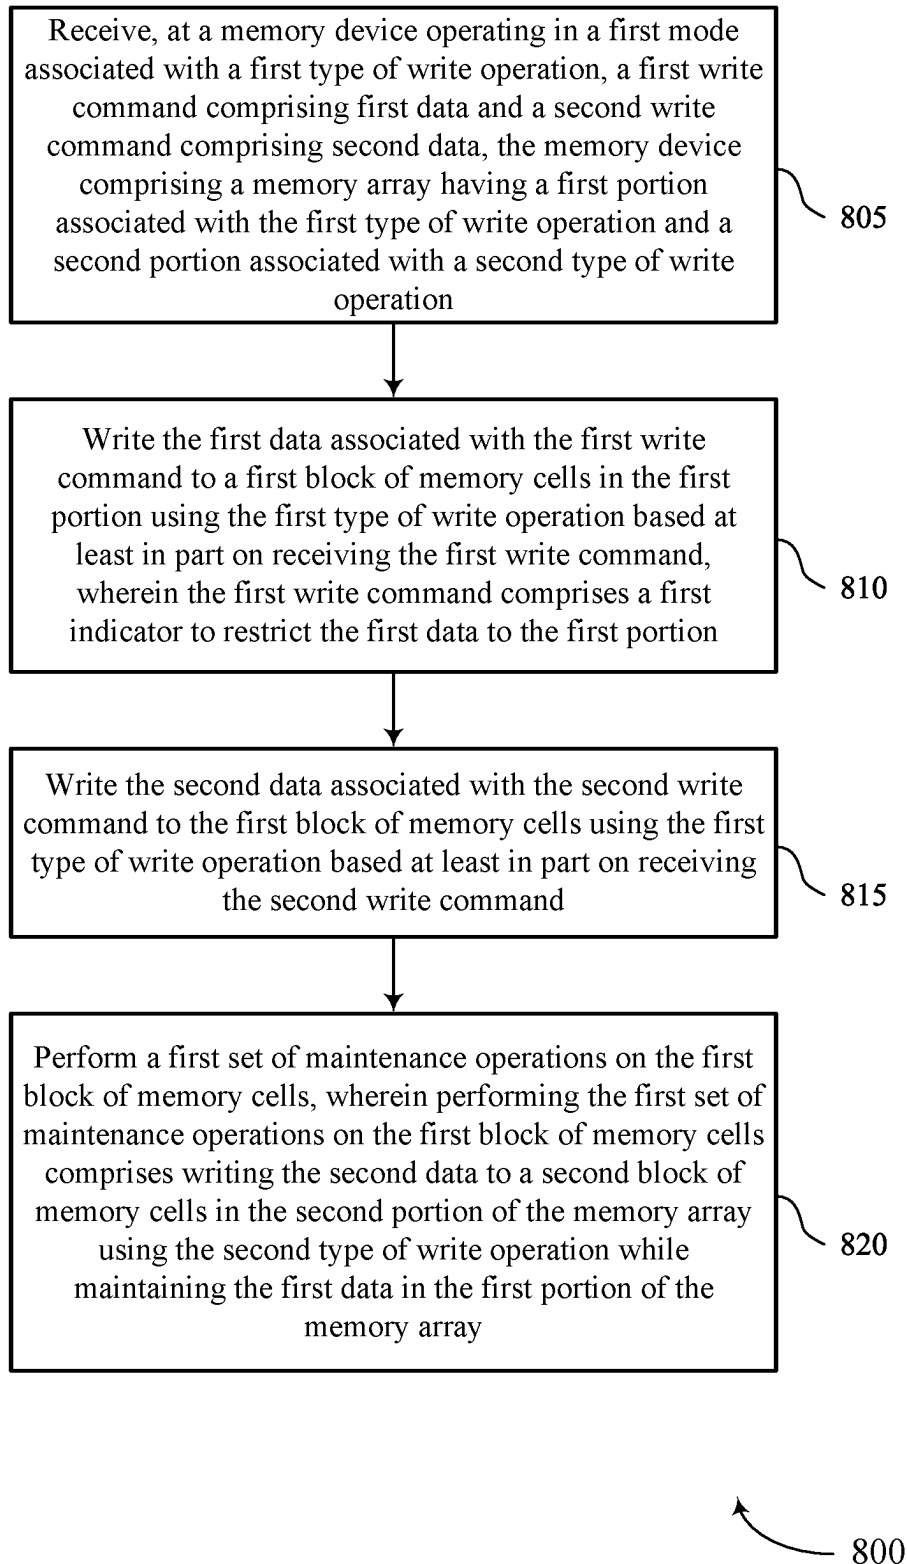 Receive, at a memory device operating in a first mode
associated with a first type of write operation, a first write
command comprising first data and a second write
command comprising second data, the memory device
comprising a memory array having a first portion
associated with the first type of write operation and a
second portion associated with a second type of write
operation
805
Write the first data associated with the first write
command to a first block of memory cells in the first
portion using the first type of write operation based at
least in part on receiving the first write command,
wherein the first write command comprises a first
indicator to restrict the first data to the first portion
810
Write the second data associated with the second write
command to the first block of memory cells using the first
type of write operation based at least in part on receiving
the second write command
815
Perform a first set of maintenance operations on the first
block of memory cells, wherein performing the first set of
maintenance operations on the first block of memory cells
comprises writing the second data to a second block of
memory cells in the second portion of the memory array
using the second type of write operation while
maintaining the first data in the first portion of the
memory array
820
800